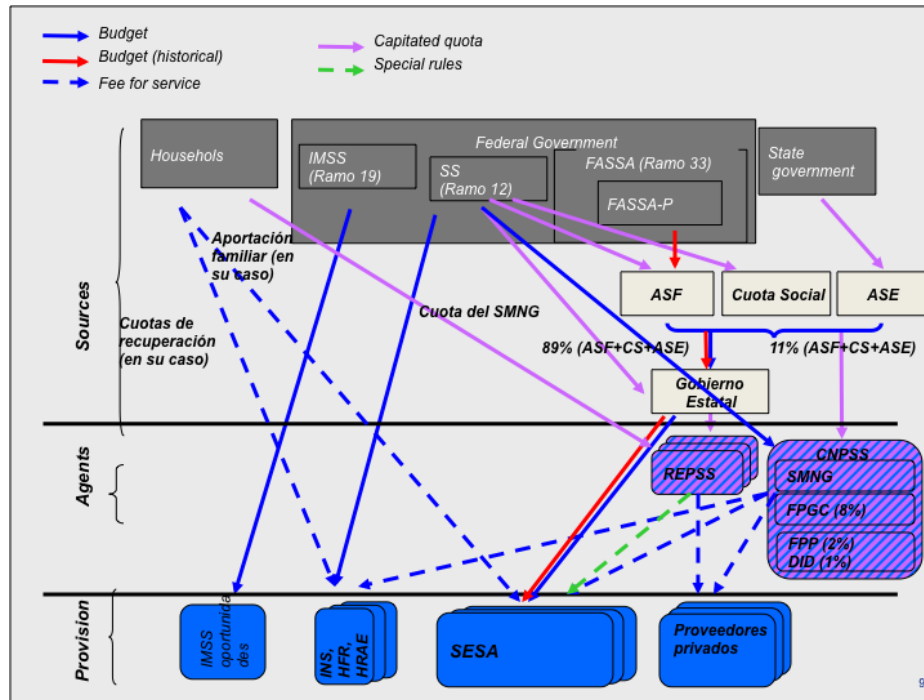 Budget
Budget (historical)
Fee for service
Capitated quota
Special rules
Househols
Federal Government
IMSS
(Ramo 19)
SS
(Ramo 12)
FASSA (Ramo 33)
FASSA-P
State
government
Aportación
familiar (en
su caso)
Cuotas de
recuperación
(en su caso)
Cuota del SMNG
ASF
Cuota Social
ASE
89% (ASF+CS+ASE)
11% (ASF+CS+ASE)
Gobierno
Estatal
Sources
Agents
REPSS
CNPSS
SMNG
FPGC (8%)
FPP (2%)
DID (1%)
Provision
IMSS
oportunida
des
INS,
HFR,
HRAE
SESA
Proveedores
privados
9